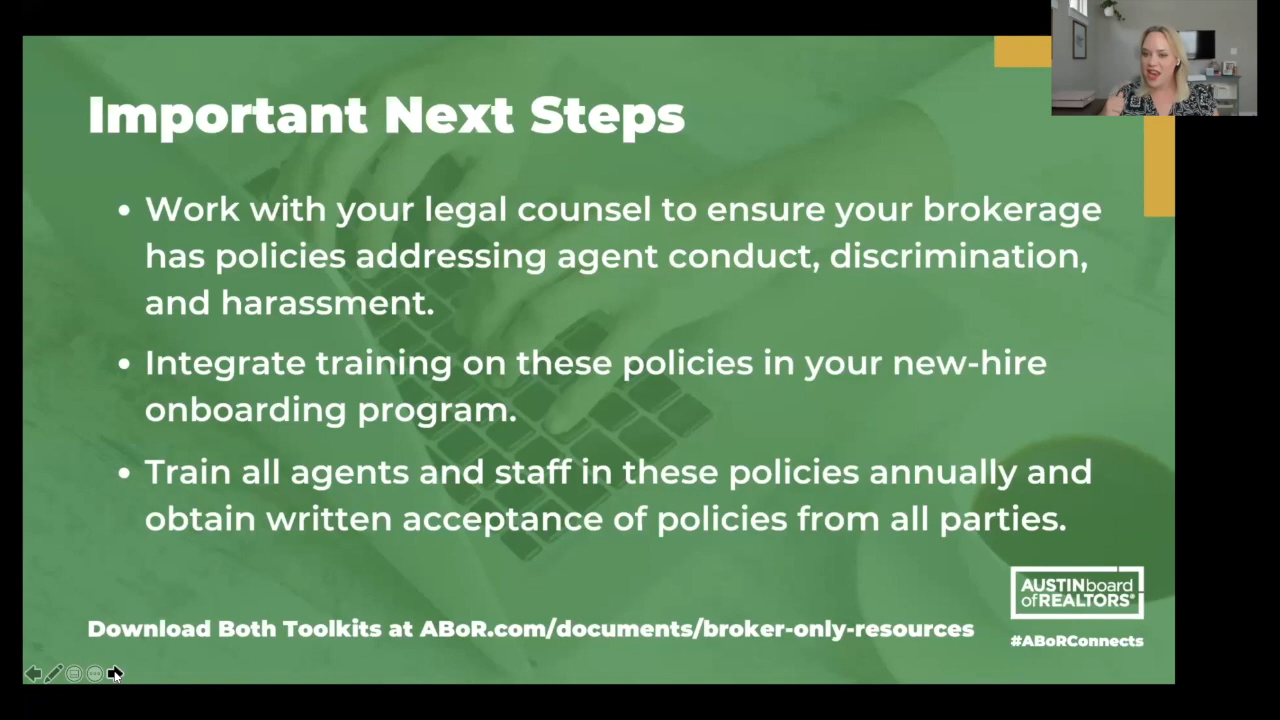 Important Next Steps
• Work with your legal counsel to ensure your brokerage
has policies addressing agent conduct, discrimination,
and harassment.
• Integrate training on these policies in your new-hire
onboarding program.
• Train all agents and staff in these policies annually and
obtain written acceptance of policies from all parties.
AUSTINboard
ofREALTORS®
Download Both Toolkits at ABoR.com/documents/broker-only-resources
#ABoRConnects